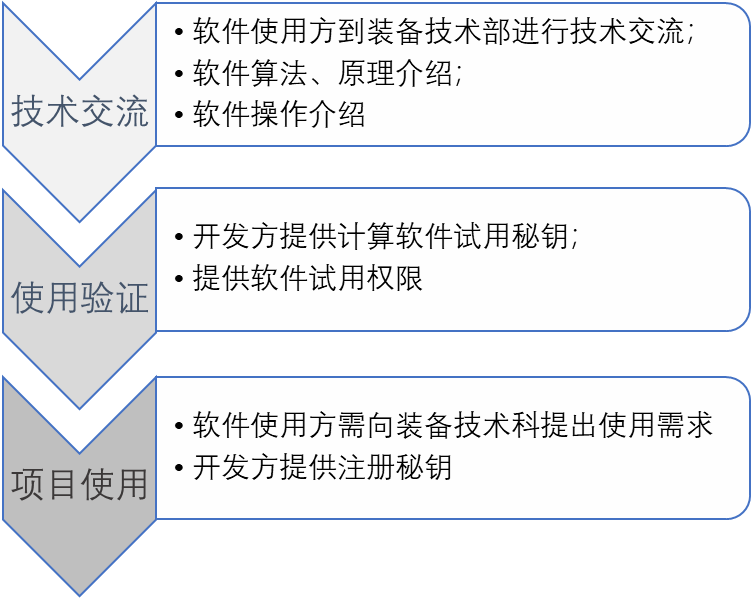 技术交流
• 软件使用方到装备技术部进行技术交流；
• 软件算法、原理介绍；
• 软件操作介绍
使用验证
• 开发方提供计算软件试用秘钥；
• 提供软件试用权限
项目使用
• 软件使用方需向装备技术科提出使用需求
• 开发方提供注册秘钥